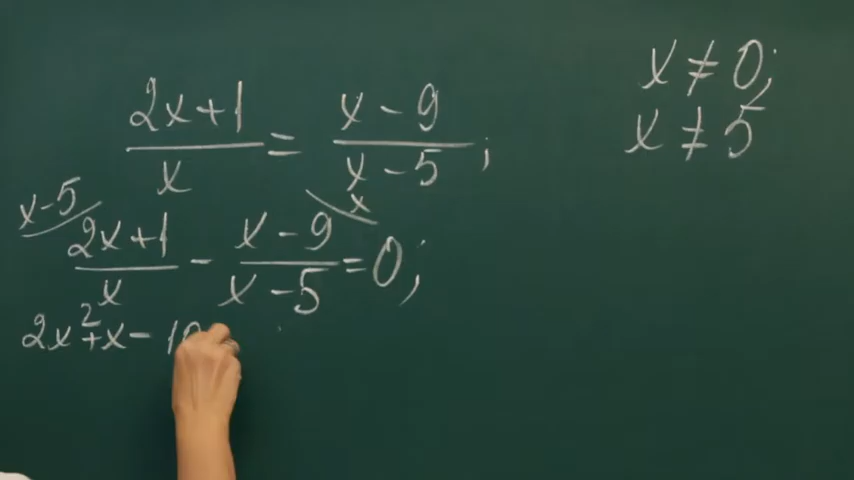 (2x+1)/x = (x-9)/(x-5);
x ≠ 0;
x ≠ 5
x-5
x
(2x+1)/x - (x-9)/(x-5) = 0;
2x²+x-10